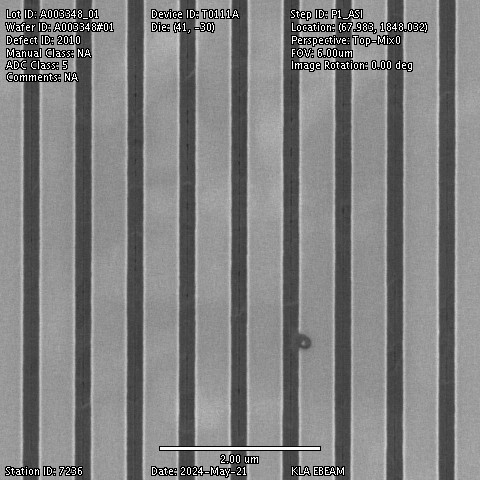 Lot ID: A003348_01
Wafer ID: A003348#01
Defect ID: 2010
Manual Class: NA
ADC Class: 5
Comments: NA
Device ID: T0111A
Die: (41, -30)
Step ID: P1_ASI
Location: (67.983, 1848.032)
Perspective: Top-Mix0
FOV: 5.00um
Image Rotation: 0.00 deg
2.00 um
Station ID: 7236
Date: 2024-May-21
KLA EBEAM